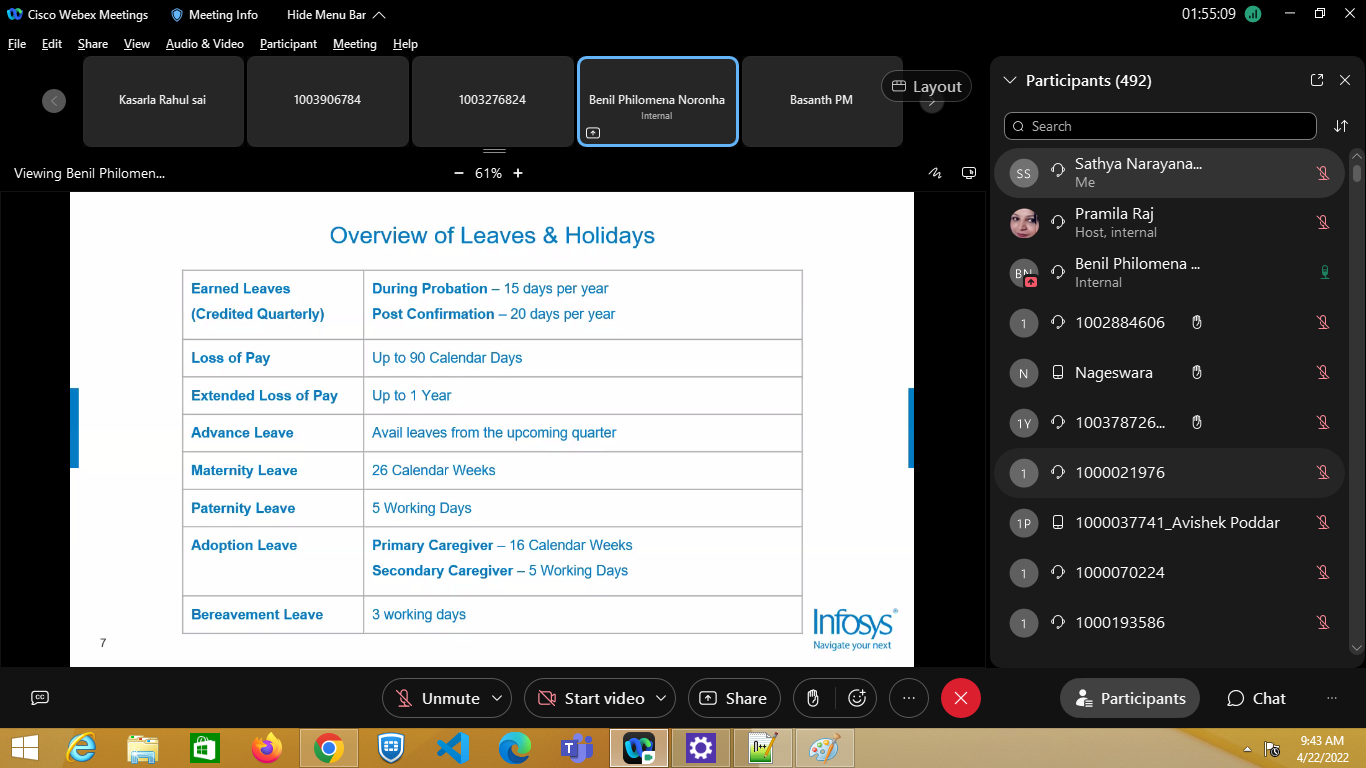 Cisco Webex Meetings
Meeting Info
Hide Menu Bar
01:55:09
File Edit Share View Audio & Video Participant Meeting Help
Kasarla Rahul sai
1003906784
1003276824
Benil Philomena Noronha
Internal
Basanth PM
Layout
Viewing Benil Philomen...
61%
Overview of Leaves & Holidays
Earned Leaves
(Credited Quarterly)
During Probation – 15 days per year
Post Confirmation – 20 days per year
Loss of Pay
Up to 90 Calendar Days
Extended Loss of Pay
Up to 1 Year
Advance Leave
Avail leaves from the upcoming quarter
Maternity Leave
26 Calendar Weeks
Paternity Leave
5 Working Days
Adoption Leave
Primary Caregiver – 16 Calendar Weeks
Secondary Caregiver – 5 Working Days
Bereavement Leave
3 working days
7
Infosys®
Navigate your next
Participants (492)
Search
SS
Sathya Narayana...
Me
Pramila Raj
Host, internal
BN
Benil Philomena ...
Internal
1
1002884606
N
Nageswara
1Y
100378726...
1
1000021976
1P
1000037741_Avishek Poddar
1
1000070224
1
1000193586
CC
Unmute
Start video
Share
Participants
Chat
9:43 AM
4/22/2022